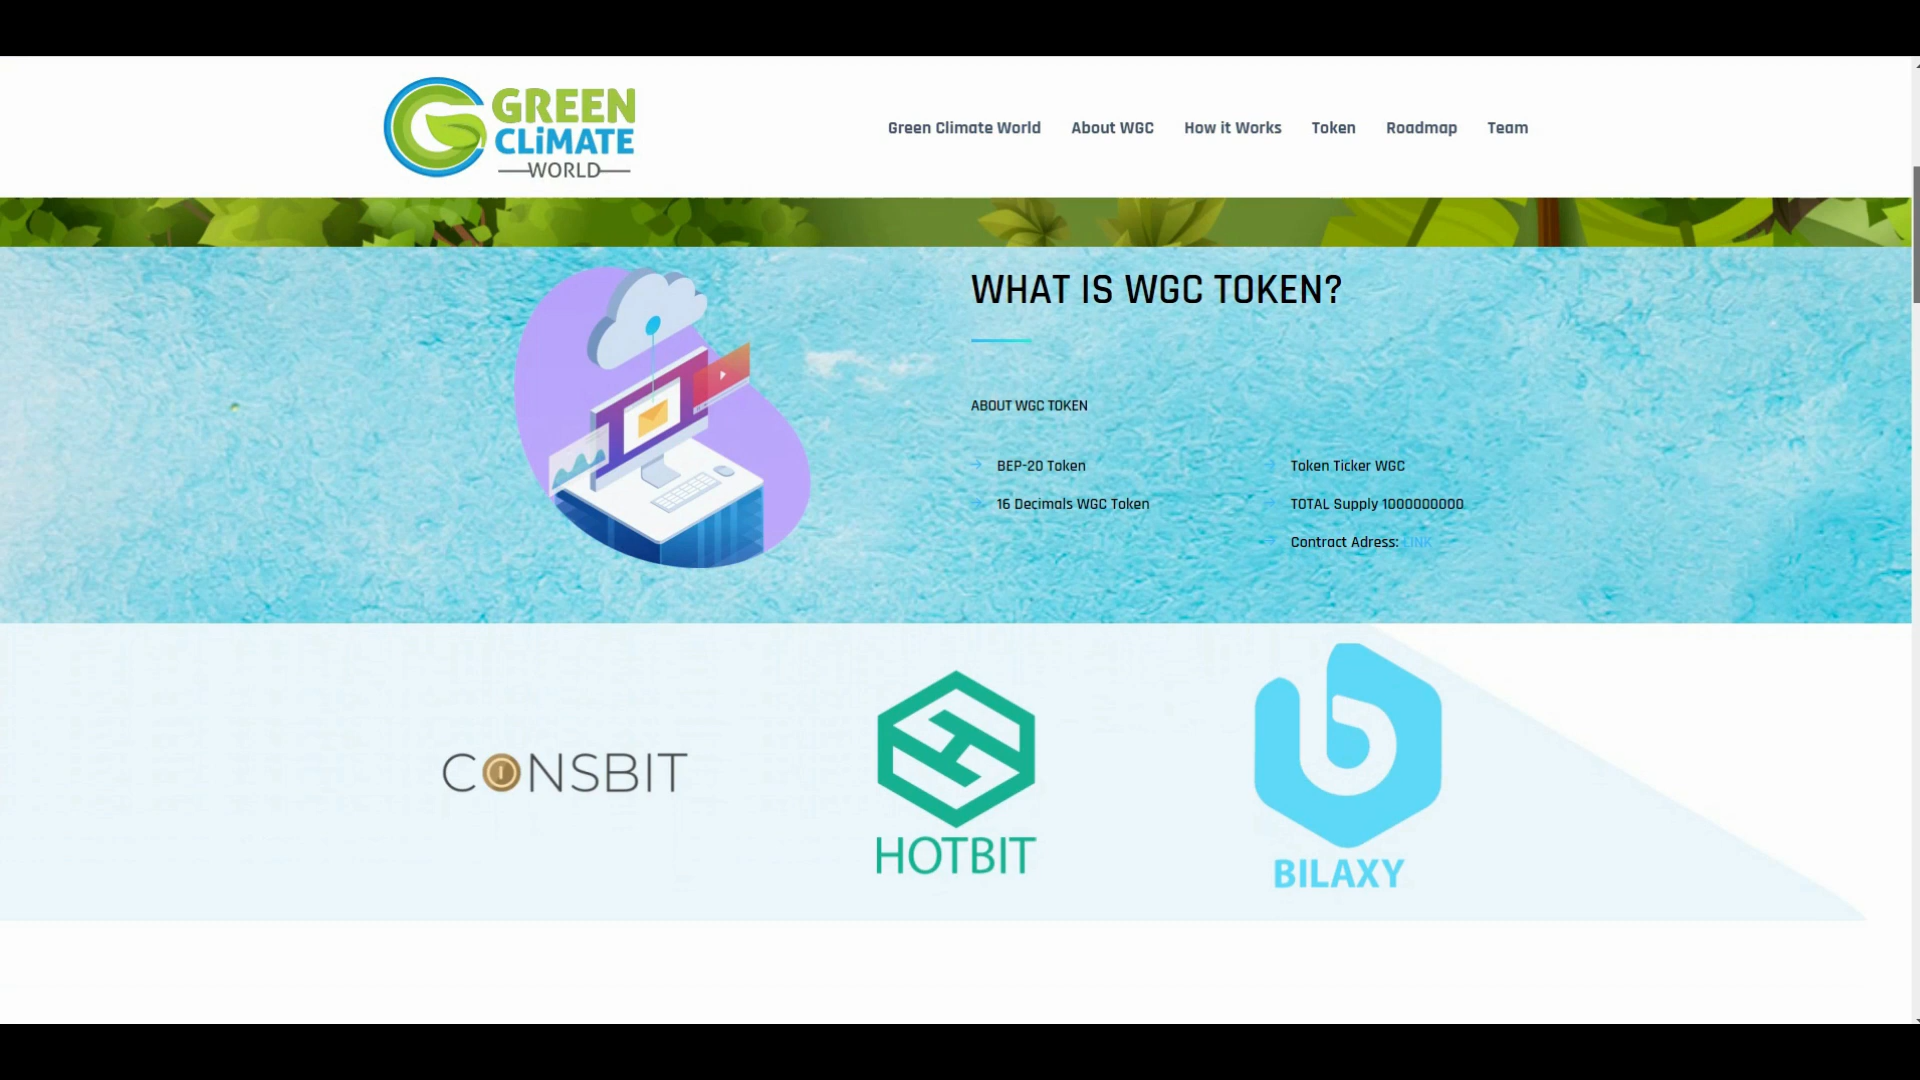 GREEN
CLiMATE
WORLD
Green Climate World About WGC How it Works Token Roadmap Team
WHAT IS WGC TOKEN?
ABOUT WGC TOKEN
BEP-20 Token
Token Ticker WGC
16 Decimals WGC Token
TOTAL Supply 1000000000
Contract Adress: LINK
CONSBIT
HOTBIT
BILAXY